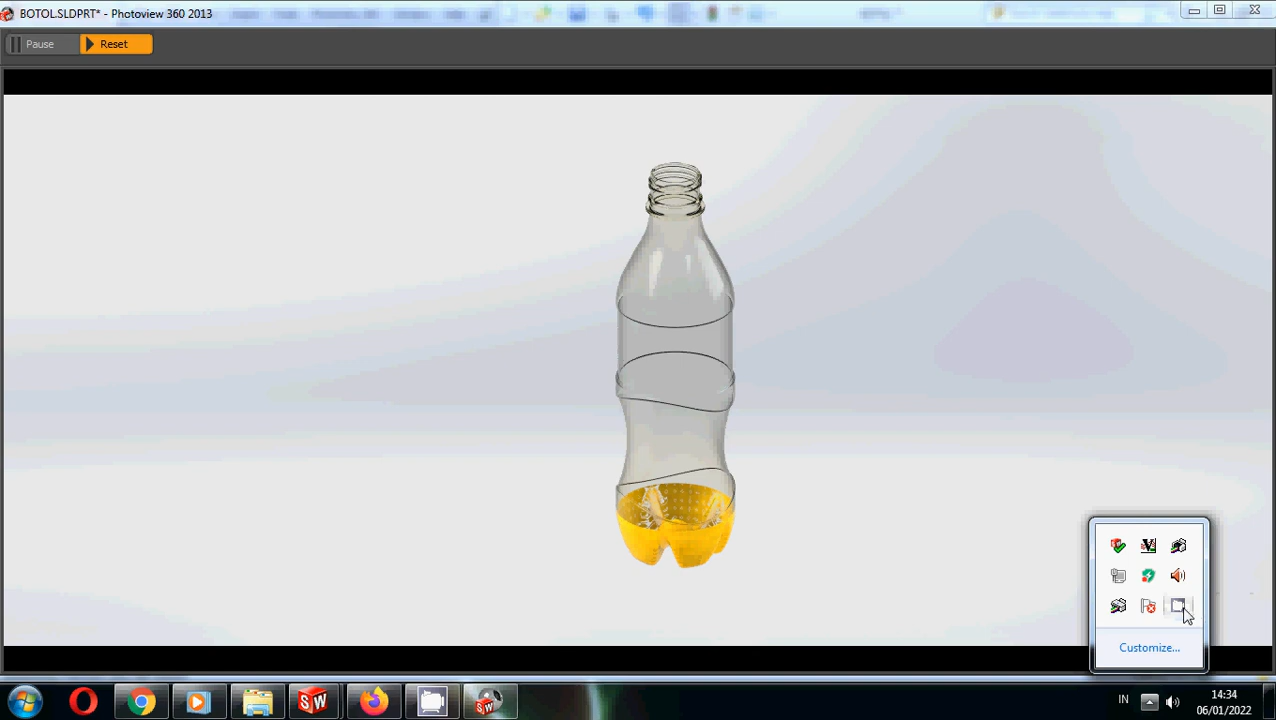 BOTOL.SLDPRT* - Photoview 360 2013
Pause
Reset
Customize...
IN
14:34
06/01/2022